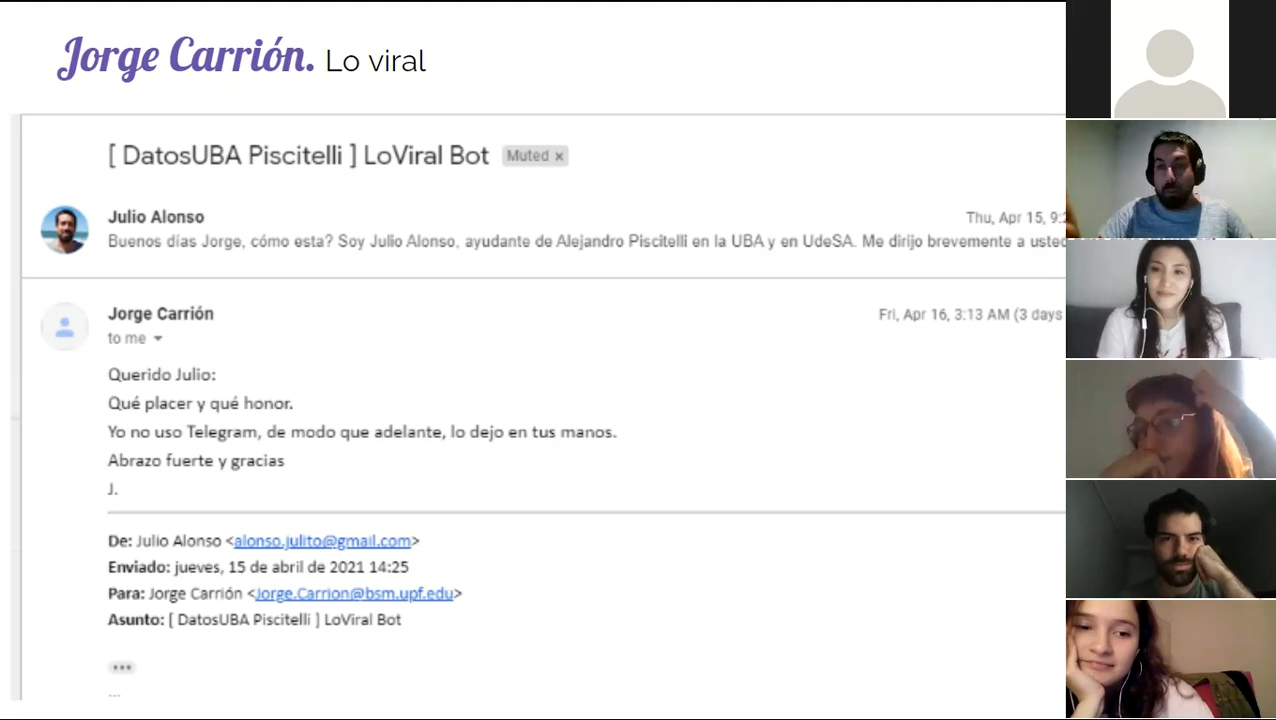 Jorge Carrión. Lo viral
[ DatosUBA Piscitelli ] LoViral Bot Muted ×
Julio Alonso Thu, Apr 15, 9:
Buenos días Jorge, cómo esta? Soy Julio Alonso, ayudante de Alejandro Piscitelli en la UBA y en UdeSA. Me dirijo brevemente a
Jorge Carrión Fri, Apr 16, 3:13 AM (3 days
to me
Querido Julio:
Qué placer y qué honor.
Yo no uso Telegram, de modo que adelante, lo dejo en tus manos.
Abrazo fuerte y gracias
J.
De: Julio Alonso <alonso.julito@gmail.com>
Enviado: jueves, 15 de abril de 2021 14:25
Para: Jorge Carrión <Jorge.Carrion@bsm.upf.edu>
Asunto: [ DatosUBA Piscitelli ] LoViral Bot
...